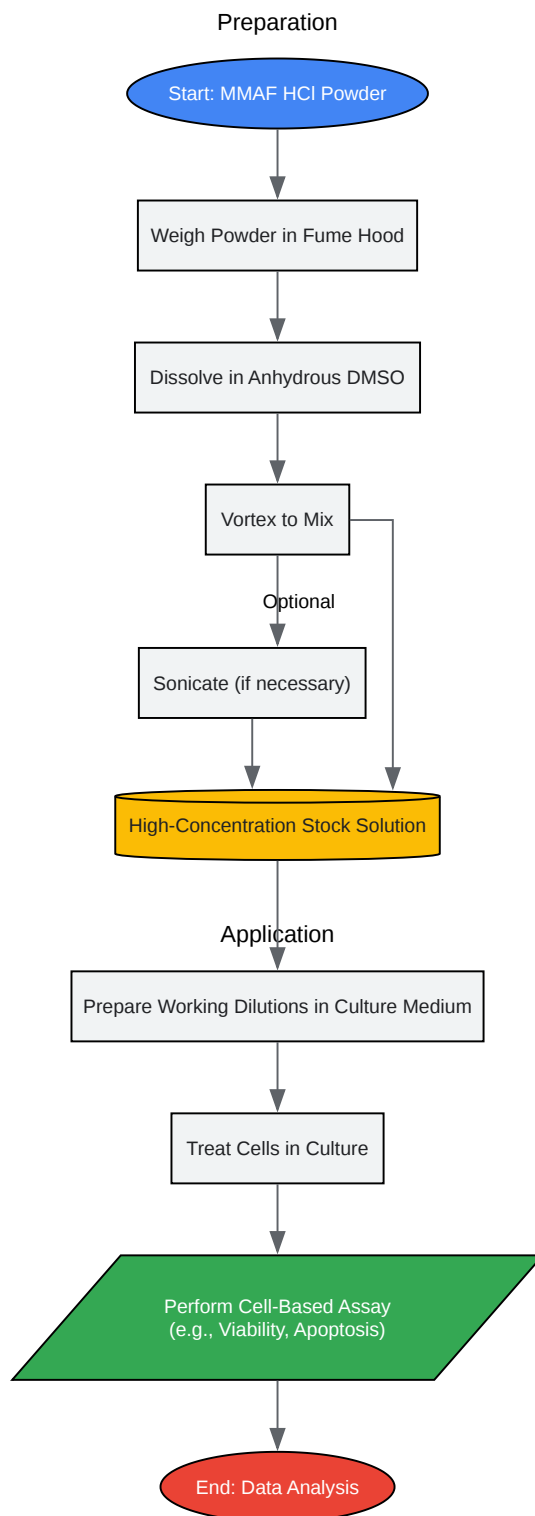 Preparation
Start: MMAF HCl Powder
Weigh Powder in Fume Hood
Dissolve in Anhydrous DMSO
Vortex to Mix
Optional
Sonicate (if necessary)
High-Concentration Stock Solution
Application
Prepare Working Dilutions in Culture Medium
Treat Cells in Culture
Perform Cell-Based Assay
(e.g., Viability, Apoptosis)
End: Data Analysis